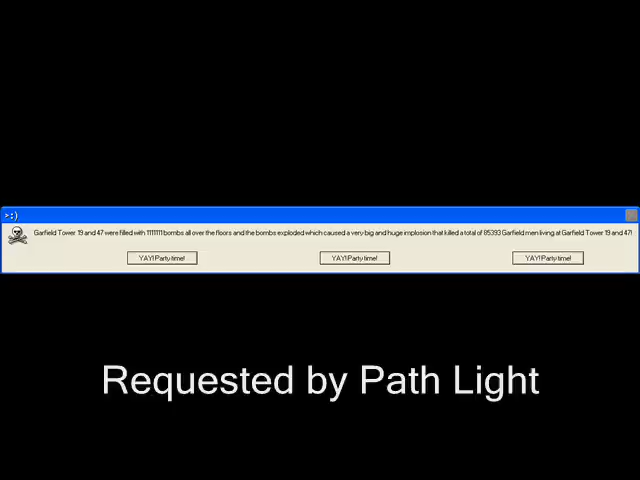 >:)
Garfield Tower 19 and 47 were filled with 1111111 bombs all over the floors and the bombs exploded which caused a very big and huge implosion that killed a total of 85393 Garfield men living at Garfield Tower 19 and 47!
YAY! Party time! YAY! Party time! YAY! Party time!
Requested by Path Light